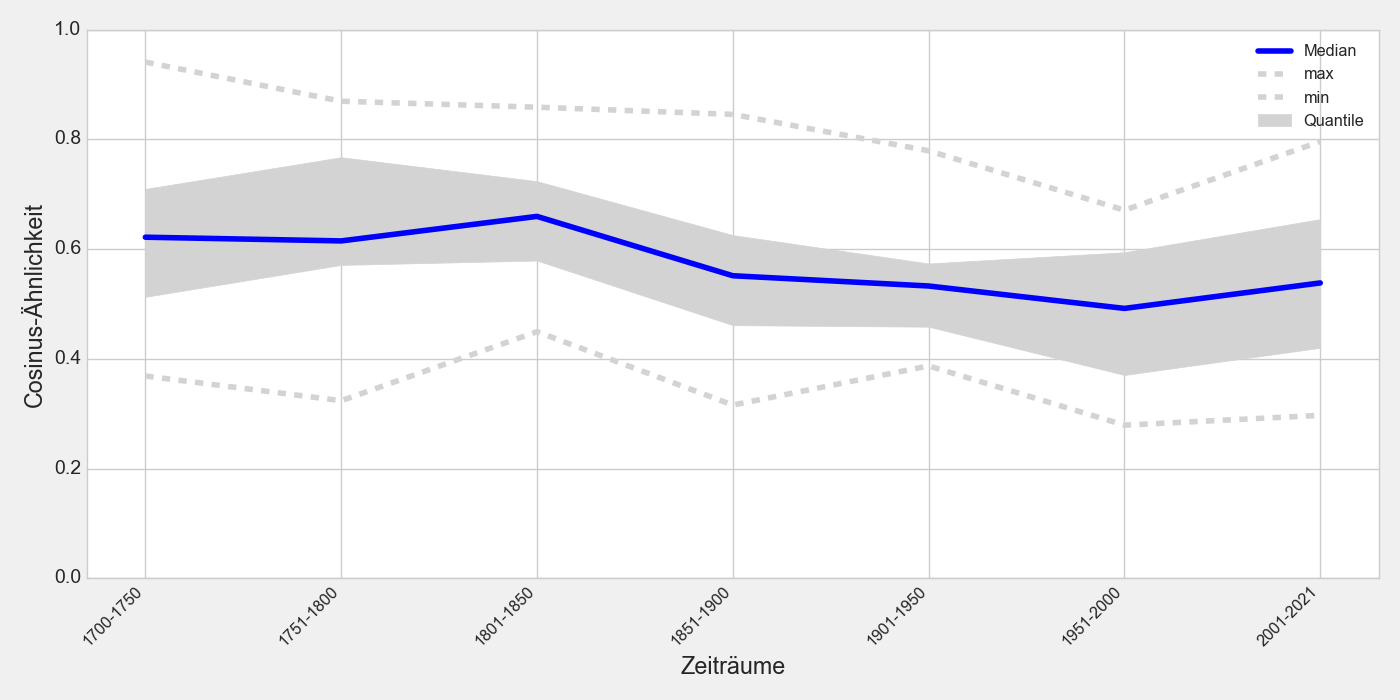 1.0
0.8
0.6
0.4
0.2
0.0
Cosinus-Ähnlichkeit
Median
max
min
Quantile
1700-1750
1751-1800
1801-1850
1851-1900
1901-1950
1951-2000
2001-2021
Zeiträume